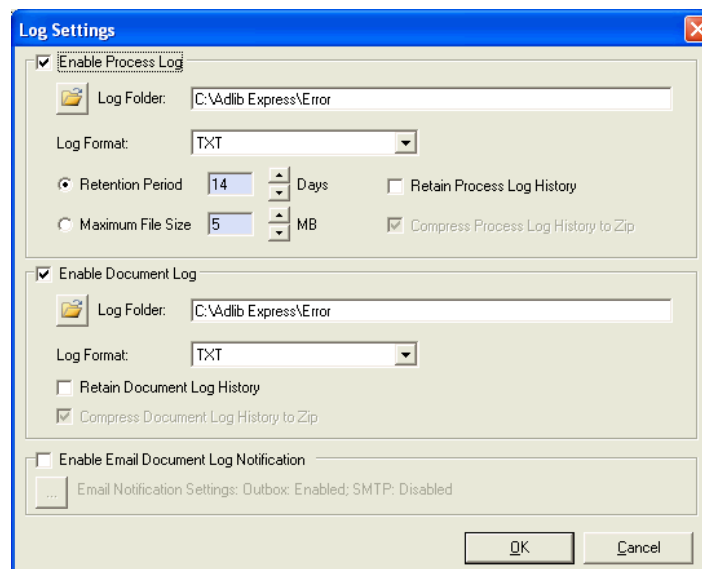 Log Settings
Enable Process Log
Log Folder: C:\Adlib Express\Error
Log Format: TXT
Retention Period 14 Days Retain Process Log History
Maximum File Size 5 MB Compress Process Log History to Zip
Enable Document Log
Log Folder: C:\Adlib Express\Error
Log Format: TXT
Retain Document Log History
Compress Document Log History to Zip
Enable Email Document Log Notification
... Email Notification Settings: Outbox: Enabled; SMTP: Disabled
OK Cancel